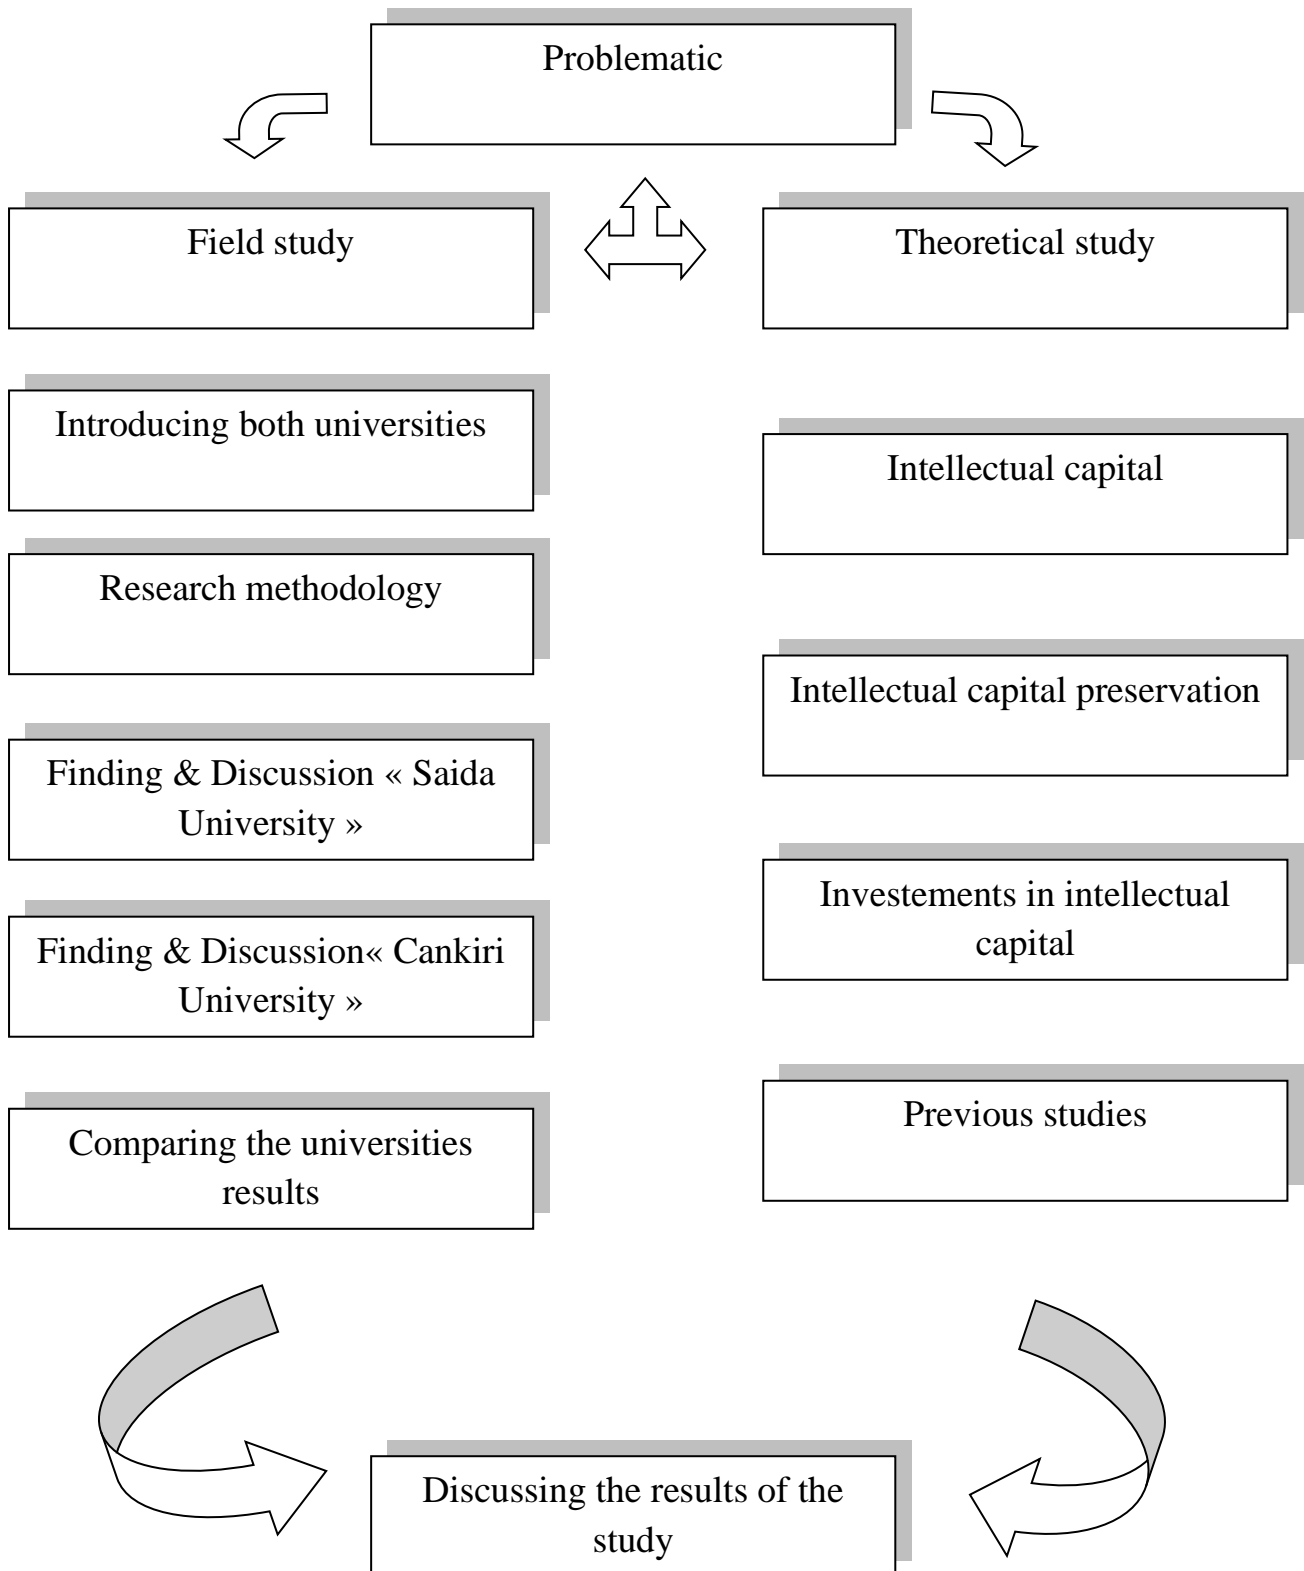 Problematic
Field study
Theoretical study
Introducing both universities
Research methodology
Finding & Discussion « Saida
University »
Finding & Discussion« Cankiri
University »
Comparing the universities
results
Intellectual capital
Intellectual capital preservation
Investements in intellectual
capital
Previous studies
Discussing the results of the
study